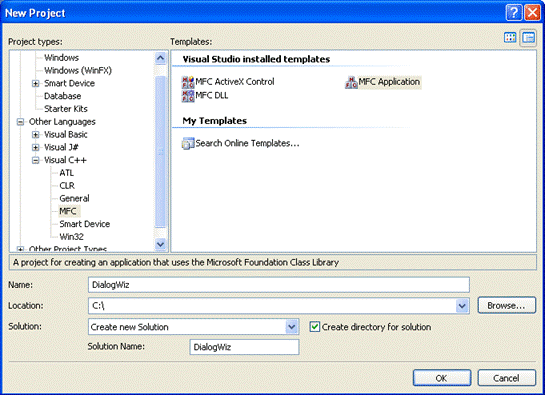 New Project
Project types:
Templates:
Windows
Windows (WinFX)
Smart Device
Database
Starter Kits
Other Languages
Visual Basic
Visual J#
Visual C++
ATL
CLR
General
MFC
Smart Device
Win32
Other Project Types
Visual Studio installed templates
MFC ActiveX Control
MFC Application
MFC DLL
My Templates
Search Online Templates...
A project for creating an application that uses the Microsoft Foundation Class Library
Name:
DialogWiz
Location:
C:\
Browse...
Solution:
Create new Solution
Create directory for solution
Solution Name:
DialogWiz
OK
Cancel